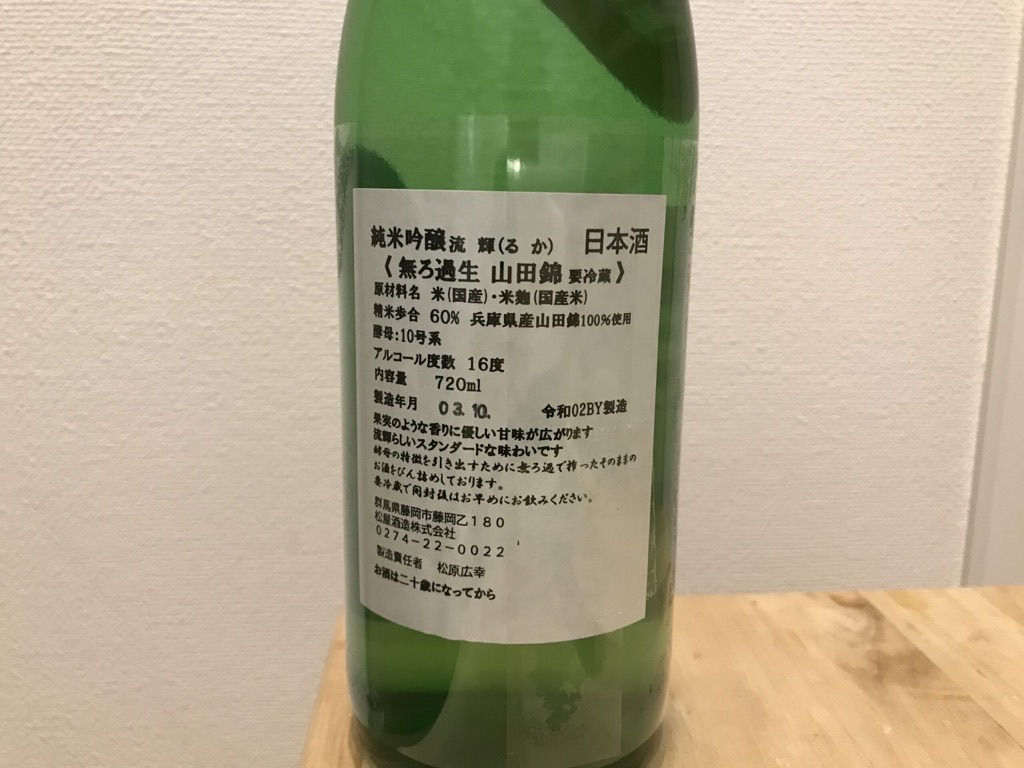 純米吟醸 流 輝(る か) 日本酒
《無ろ過生 山田錦 要冷蔵》
原材料名 米(国産)・米麹(国産米)
精米歩合 60% 兵庫県産山田錦100%使用
酵母:10号系
アルコール度数 16度
内容量 720ml
製造年月 03.10. 令和02BY製造
果実のような香りに優しい甘味が広がります
流輝らしいスタンダードな味わいです
酵母の特徴を引き出すために無ろ過で搾ったそのままの
お酒をびん詰めしております。
要冷蔵で開封後はお早めにお飲みください。
群馬県藤岡市藤岡乙180
松屋酒造株式会社
0274-22-0022
製造責任者 松原広幸
お酒は二十歳になってから